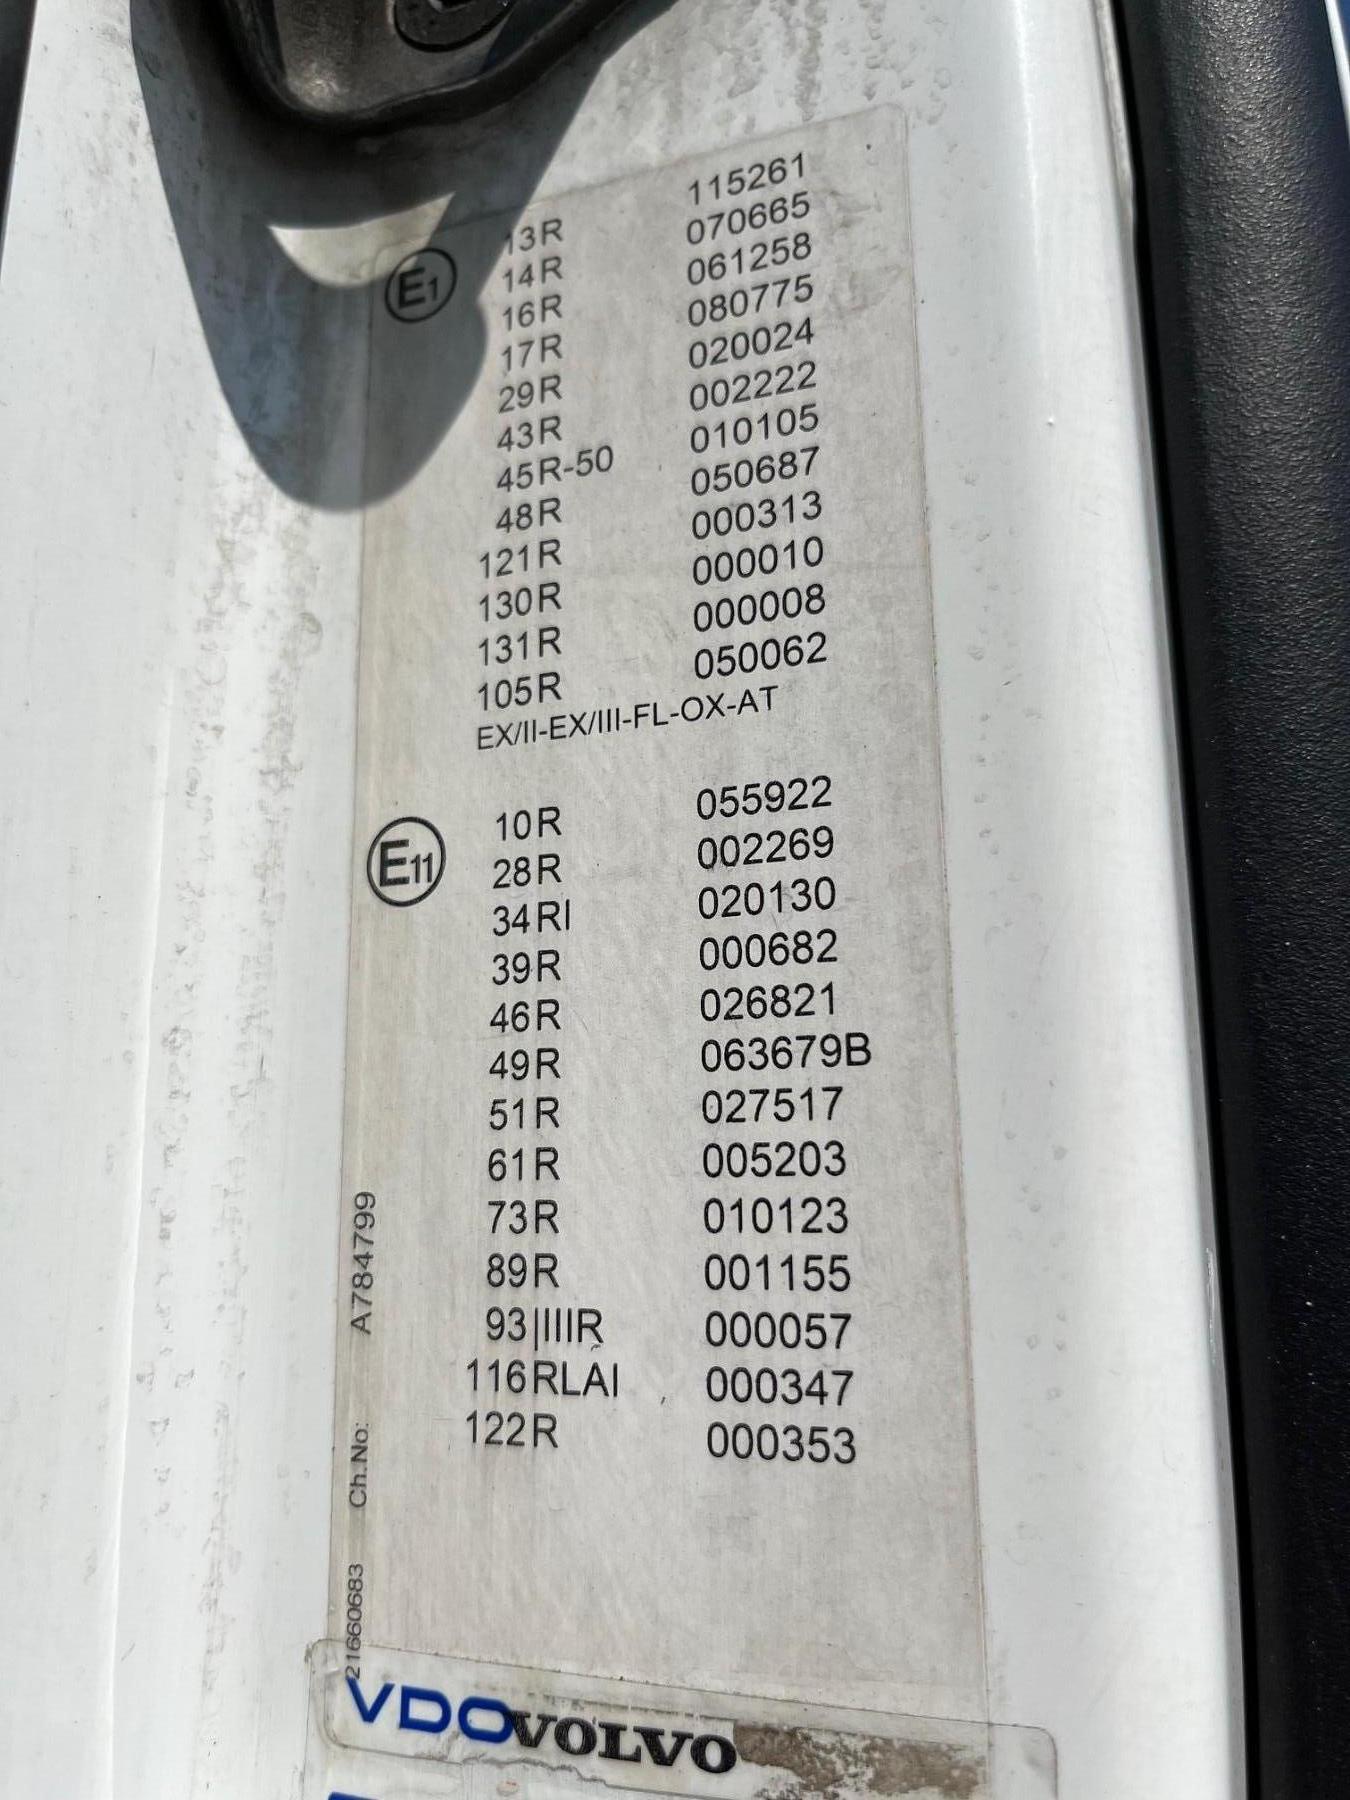 E1
13R 115261
14R 070665
16R 061258
17R 080775
29R 020024
43R 002222
45R-50 010105
48R 050687
121R 000313
130R 000010
131R 000008
105R 050062
EX/II-EX/III-FL-OX-AT
E11
10R 055922
28R 002269
34RI 020130
39R 000682
46R 026821
49R 063679B
51R 027517
61R 005203
73R 010123
89R 001155
93|IIIR 000057
116RLAI 000347
122R 000353
21660683 Ch.No: A784799
VDO VOLVO